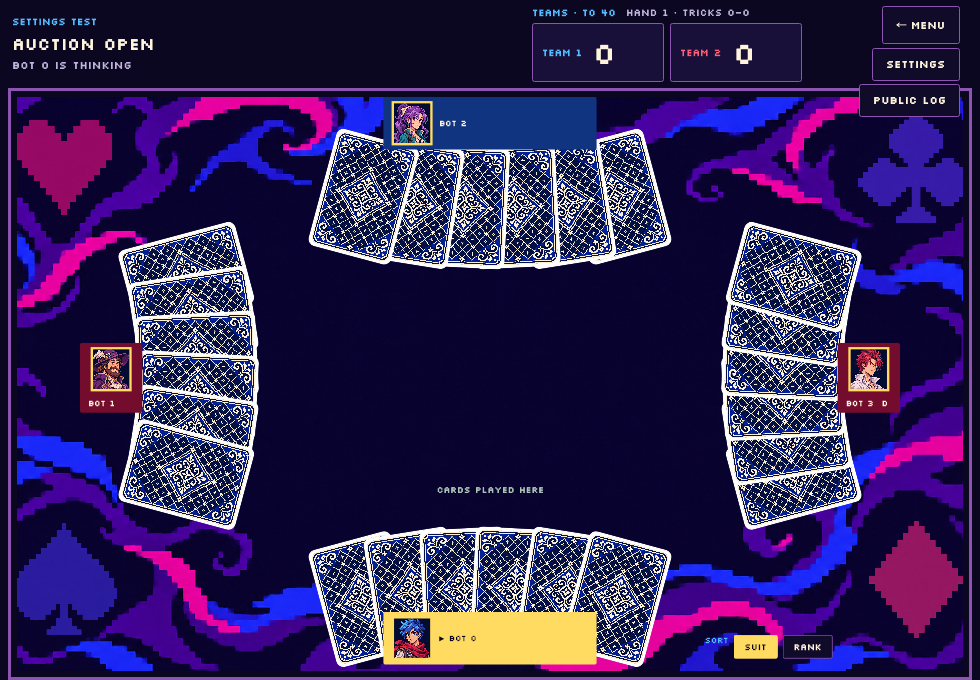 SETTINGS TEST
AUCTION OPEN
BOT 0 IS THINKING
TEAMS · TO 40 HAND 1 · TRICKS 0–0
TEAM 1 0
TEAM 2 0
← MENU
SETTINGS
PUBLIC LOG
BOT 2
BOT 1
BOT 3 D
CARDS PLAYED HERE
▶ BOT 0
SORT SUIT RANK